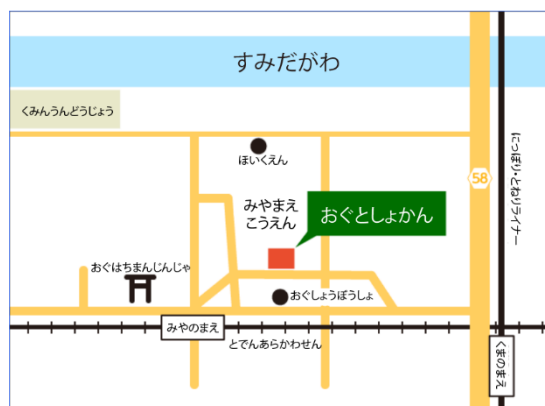 すみだがわ
くみんうんどうじょう
ほいくえん
にっぽり・とねりライナー
58
みやまえ
こうえん
おぐとしょかん
おぐはちまんじんじゃ
おぐしょうぼうしょ
みやのまえ
とでんあらかわせん
くまのまえ